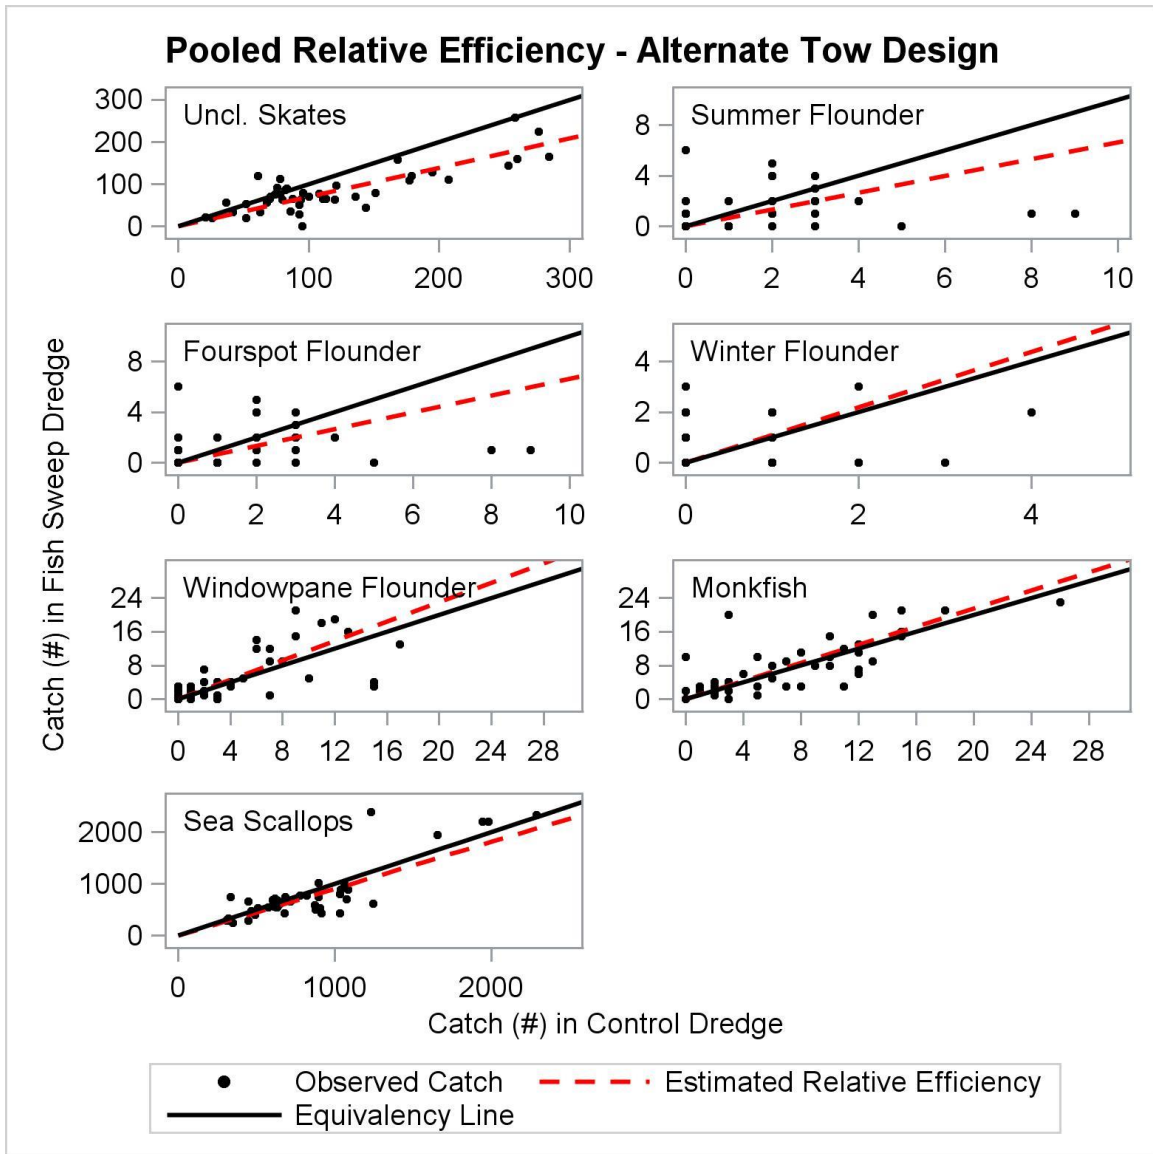 Pooled Relative Efficiency - Alternate Tow Design
Catch (#) in Fish Sweep Dredge
300
200
100
0
Uncl. Skates
0 100 200 300
8
4
0
Summer Flounder
0 2 4 6 8 10
8
4
0
Fourspot Flounder
0 2 4 6 8 10
4
2
0
Winter Flounder
0 2 4
24
16
8
0
Windowpane Flounder
0 4 8 12 16 20 24 28
24
16
8
0
Monkfish
0 4 8 12 16 20 24 28
2000
1000
0
Sea Scallops
0 1000 2000
Catch (#) in Control Dredge
Observed Catch
Estimated Relative Efficiency
Equivalency Line